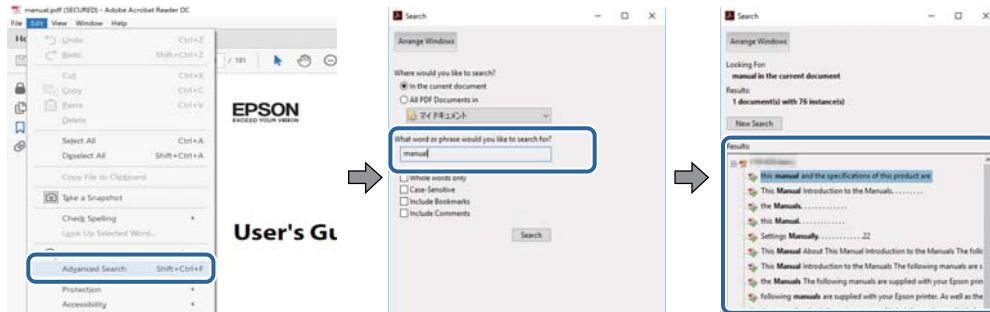 manual.pdf (SECURED) - Adobe Acrobat Reader DC
File Edit View Window Help
Undo Ctrl+Z
Redo Shift+Ctrl+Z
Cut Ctrl+X
Copy Ctrl+C
Paste Ctrl+V
Delete
Select All Ctrl+A
Deselect All Shift+Ctrl+A
Copy File to Clipboard
Take a Snapshot
Check Spelling
Look Up Selected Word...
Advanced Search Shift+Ctrl+F
Protection
Accessibility
/ 191
EPSON
EXCEED YOUR VISION
User's Gu
Search
Arrange Windows
Where would you like to search?
In the current document
All PDF Documents in
マイ ドキュメント
What word or phrase would you like to search for?
manual
Whole words only
Case-Sensitive
Include Bookmarks
Include Comments
Search
Search
Arrange Windows
Looking For:
manual in the current document
Results:
1 document(s) with 76 instance(s)
New Search
Results:
this manual and the specifications of this product are
This Manual Introduction to the Manuals. . . . . . . . .
the Manuals. . . . . . . . . . . . .
this Manual. . . . . . . . . . . . .
Settings Manually. . . . . . . . . . . . .22
This Manual About This Manual Introduction to the Manuals The follo
This Manual Introduction to the Manuals The following manuals are s
the Manuals The following manuals are supplied with your Epson prin
following manuals are supplied with your Epson printer. As well as the